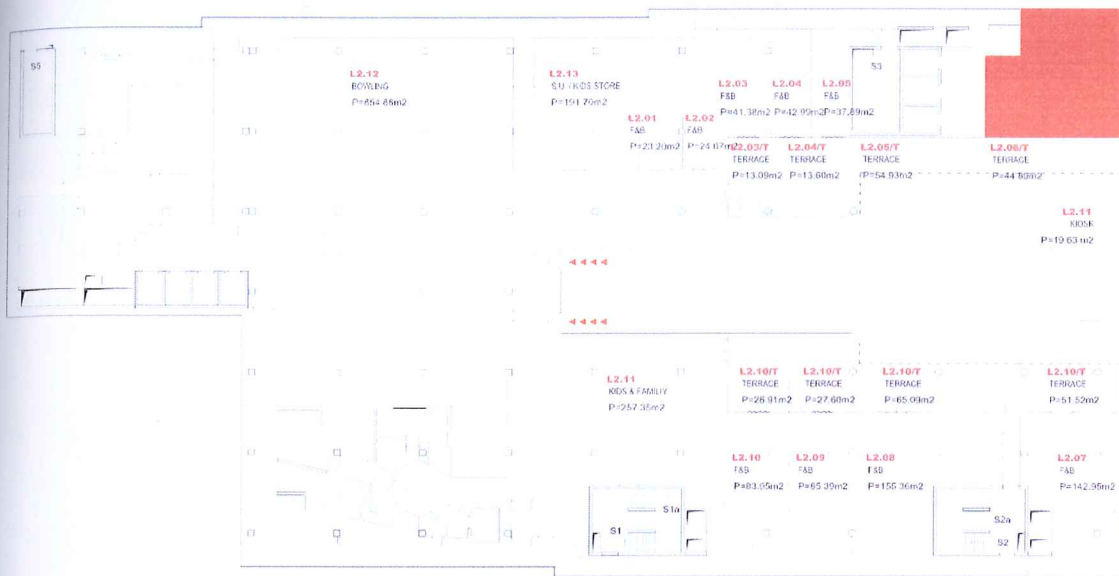 S5
L2.12
BOWLING
P=654.88m2
L2.13
S.U. / KIDS STORE
P=191.70m2
L2.03
F&B
P=41.38m2
L2.04
F&B
P=42.99m2
L2.05
F&B
P=37.89m2
S3
L2.01
F&B
P=23.20m2
L2.02
F&B
P=24.07m2
L2.03/T
TERRACE
P=13.09m2
L2.04/T
TERRACE
P=13.60m2
L2.05/T
TERRACE
P=54.93m2
L2.06/T
TERRACE
P=44.89m2
L2.11
KIOSK
P=19.63 m2
L2.11
KIDS & FAMILIY
P=257.35m2
L2.10/T
TERRACE
P=26.91m2
L2.10/T
TERRACE
P=27.60m2
L2.10/T
TERRACE
P=65.09m2
L2.10/T
TERRACE
P=51.52m2
L2.10
F&B
P=83.95m2
L2.09
F&B
P=65.39m2
L2.08
F&B
P=155.36m2
L2.07
F&B
P=142.95m2
S1
S1a
S2a
S2